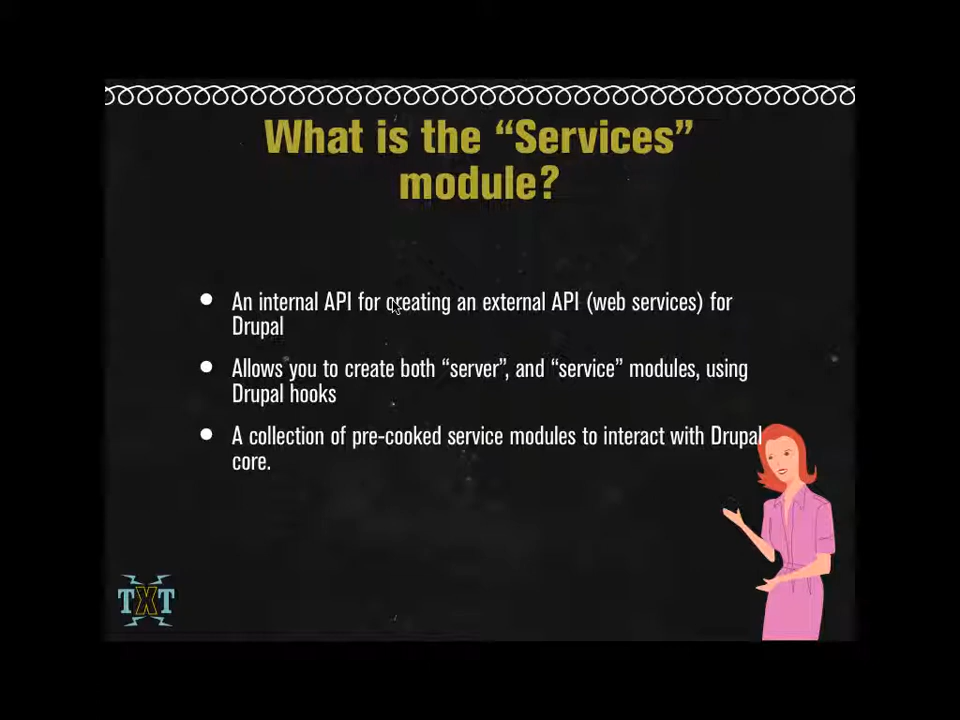 What is the “Services”
module?
An internal API for creating an external API (web services) for
Drupal
Allows you to create both “server”, and “service” modules, using
Drupal hooks
A collection of pre-cooked service modules to interact with Drupal
core.
TXT